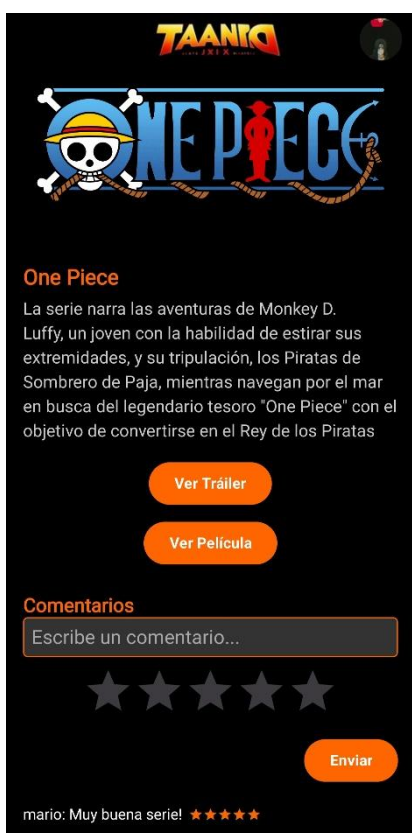 TAANIQ
ONE PIECE
One Piece
La serie narra las aventuras de Monkey D.
Luffy, un joven con la habilidad de estirar sus
extremidades, y su tripulación, los Piratas de
Sombrero de Paja, mientras navegan por el mar
en busca del legendario tesoro "One Piece" con el
objetivo de convertirse en el Rey de los Piratas
Ver Tráiler
Ver Película
Comentarios
Escribe un comentario...
Enviar
mario: Muy buena serie!